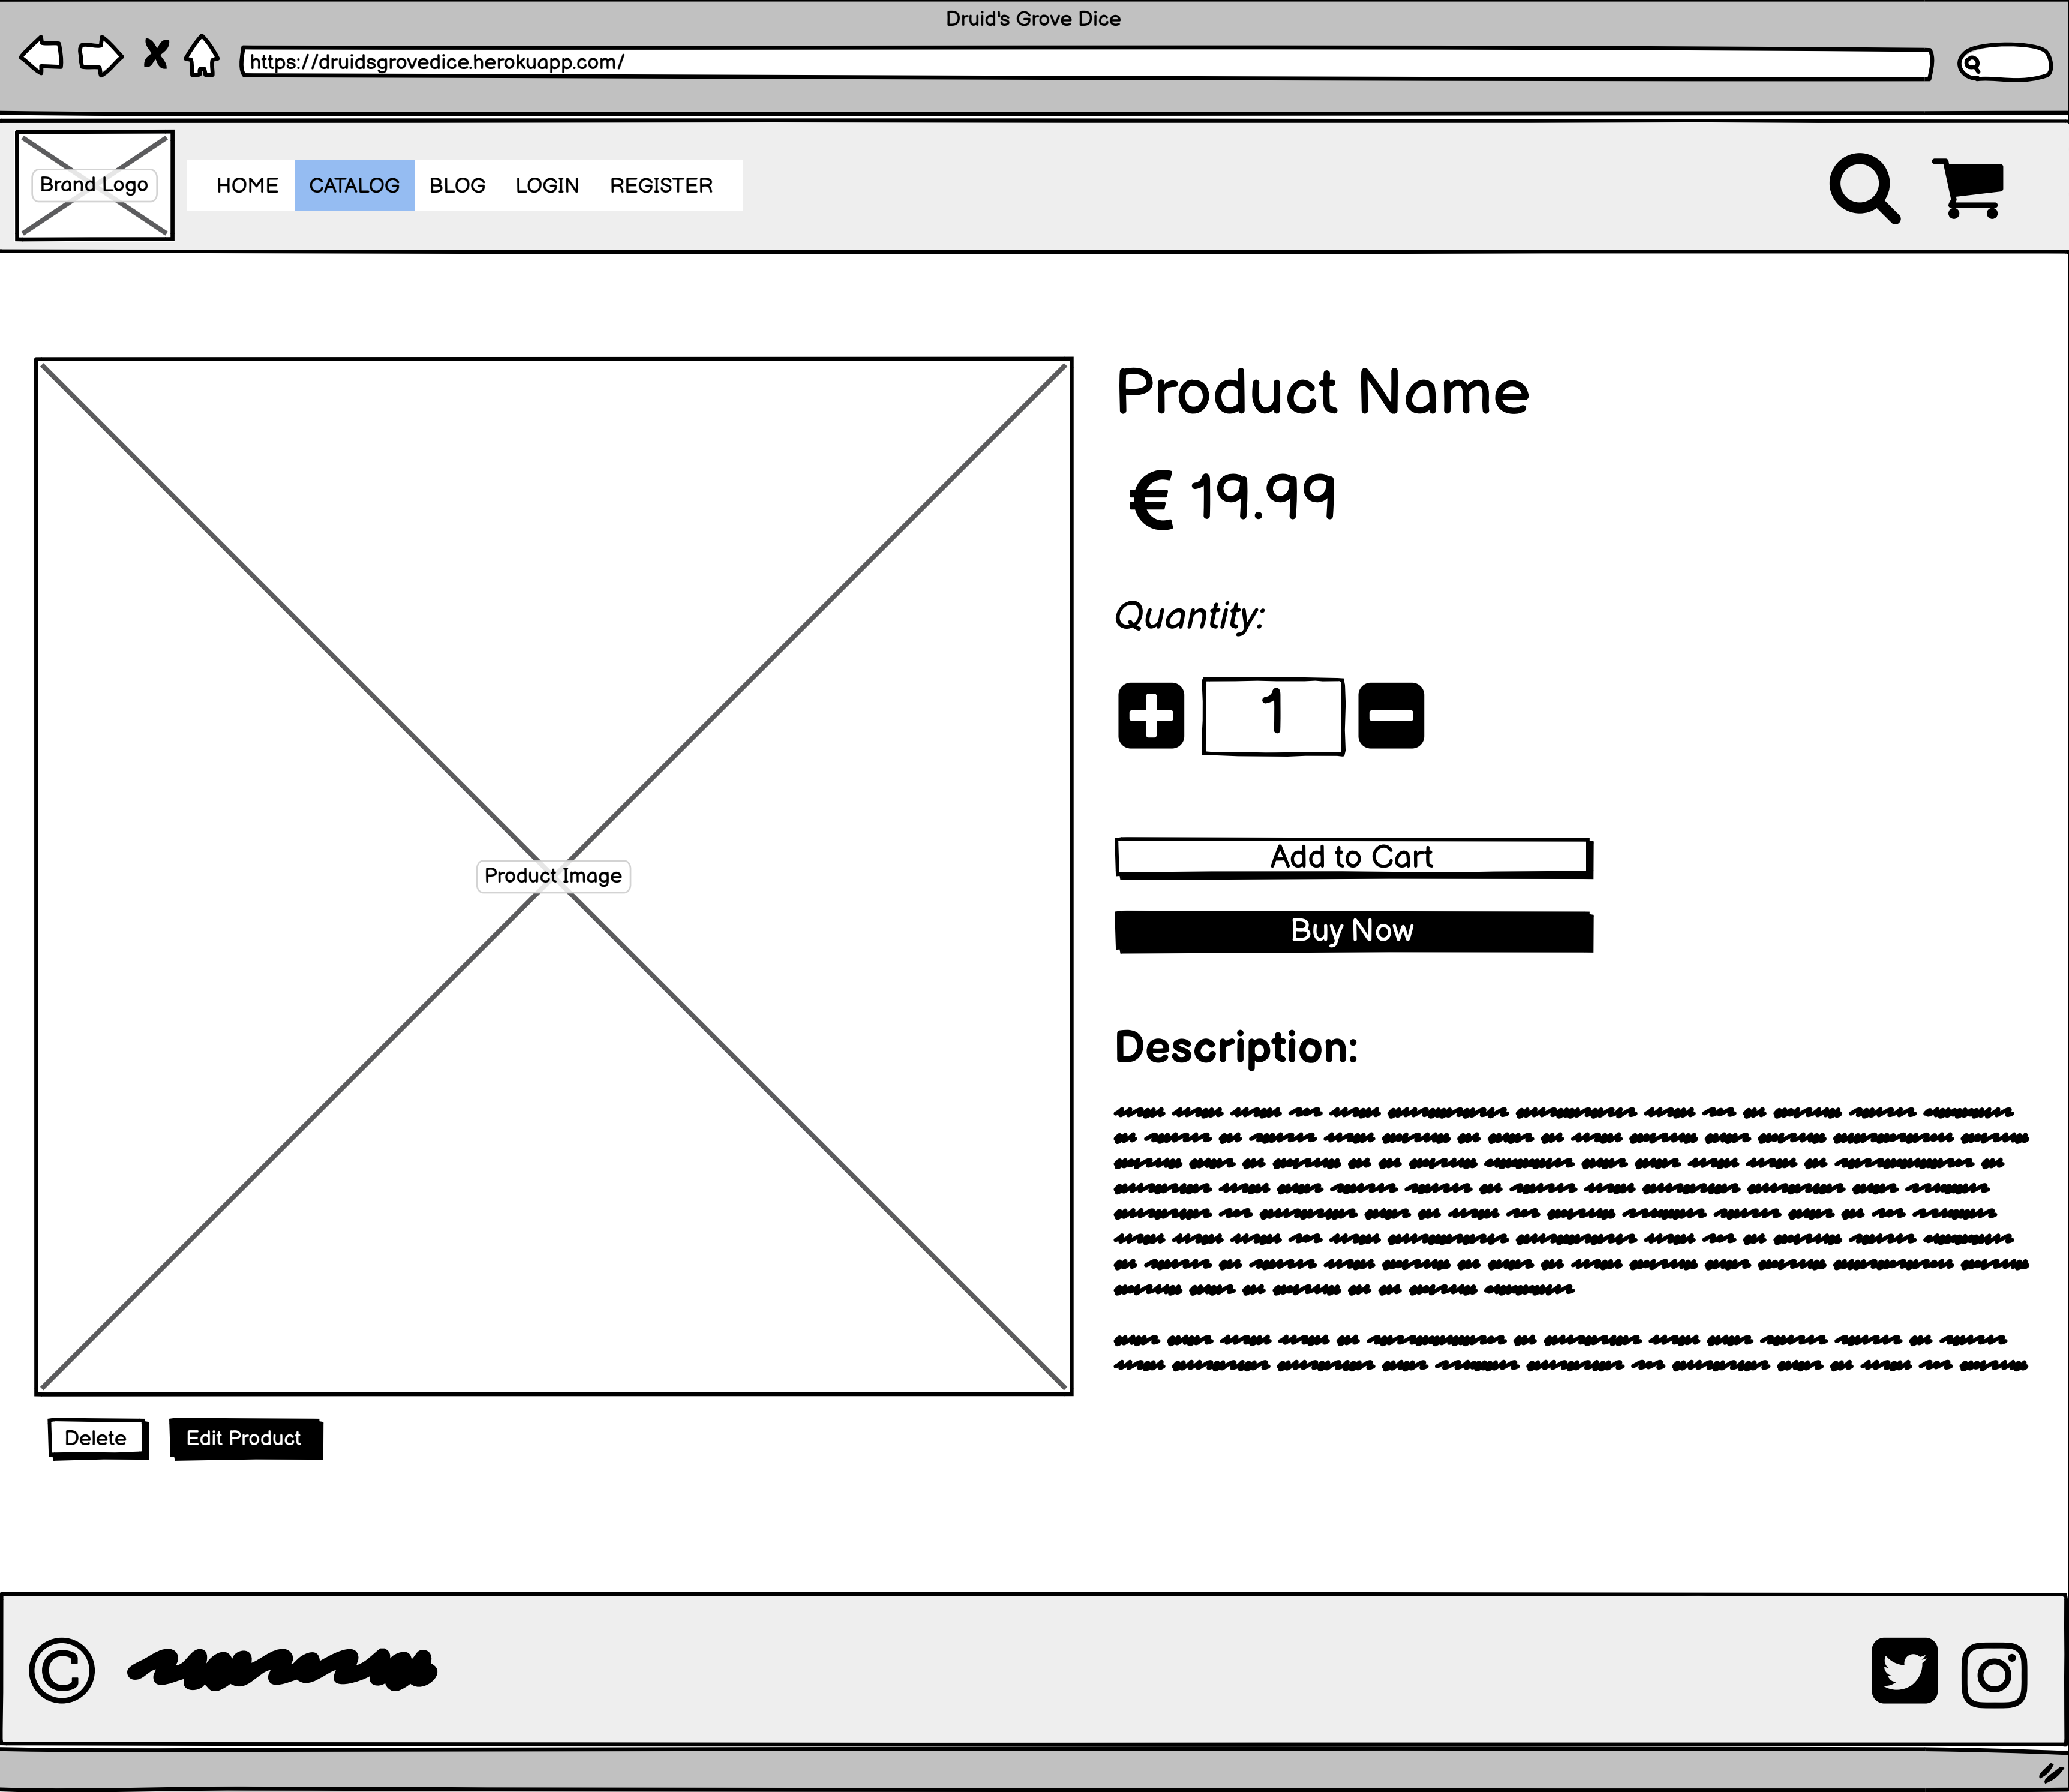 Druid's Grove Dice
https://druidsgrovedice.herokuapp.com/
Brand Logo
HOME CATALOG BLOG LOGIN REGISTER
Product Name
€ 19.99
Quantity:
1
Add to Cart
Product Image
Buy Now
Description:
Delete
Edit Product
©